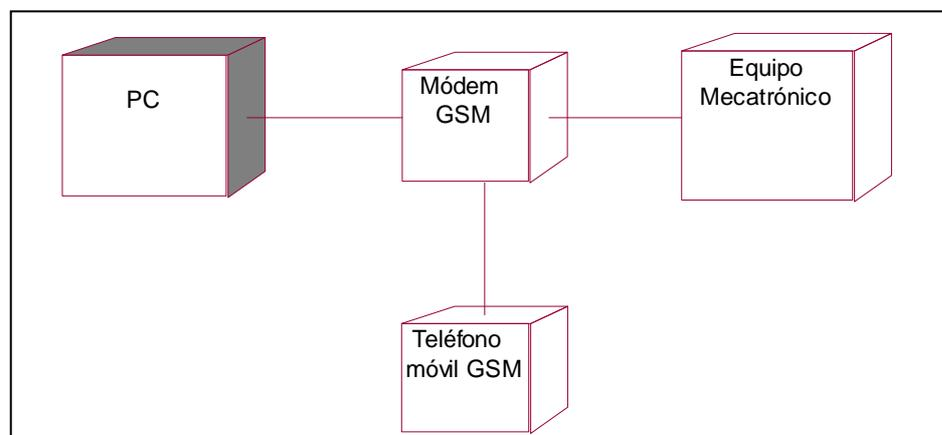 PC
Módem
GSM
Equipo
Mecatrónico
Teléfono
móvil GSM